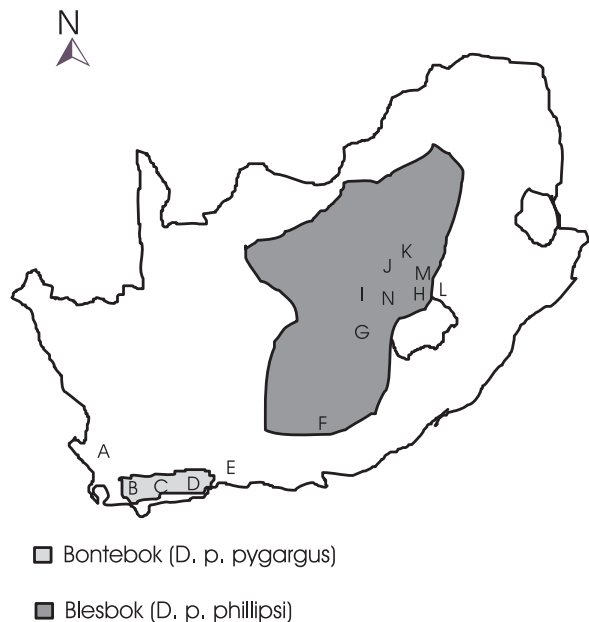 N
K
J
M
I
N
H
L
G
F
A
E
B
C
D
Bontebok (D. p. pygargus)
Blesbok (D. p. phillipsi)